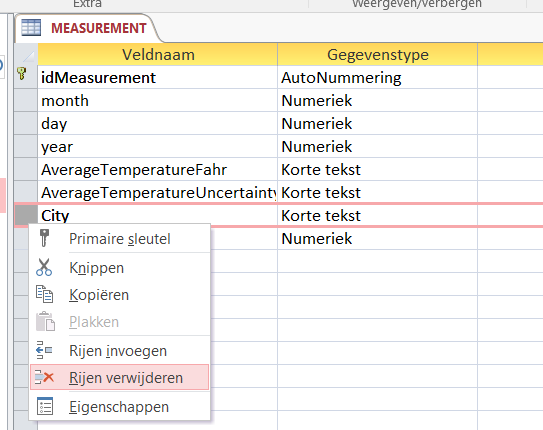 Extra Weergeven/verbergen
MEASUREMENT
Veldnaam Gegevenstype
idMeasurement AutoNummering
month Numeriek
day Numeriek
year Numeriek
AverageTemperatureFahr Korte tekst
AverageTemperatureUncertainty Korte tekst
City Korte tekst
Numeriek
Primaire sleutel
Knippen
Kopiëren
Plakken
Rijen invoegen
Rijen verwijderen
Eigenschappen